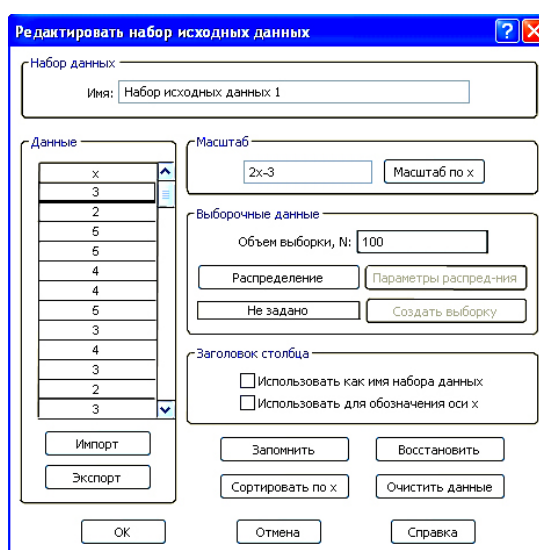 Редактировать набор исходных данных
Набор данных
Имя: Набор исходных данных 1
Данные
x
3
2
5
5
4
4
5
3
4
3
2
3
Импорт
Экспорт
Масштаб
2x-3 Масштаб по x
Выборочные данные
Объем выборки, N: 100
Распределение Параметры распред-ния
Не задано Создать выборку
Заголовок столбца
Использовать как имя набора данных
Использовать для обозначения оси x
Запомнить Восстановить
Сортировать по x Очистить данные
ОК Отмена Справка